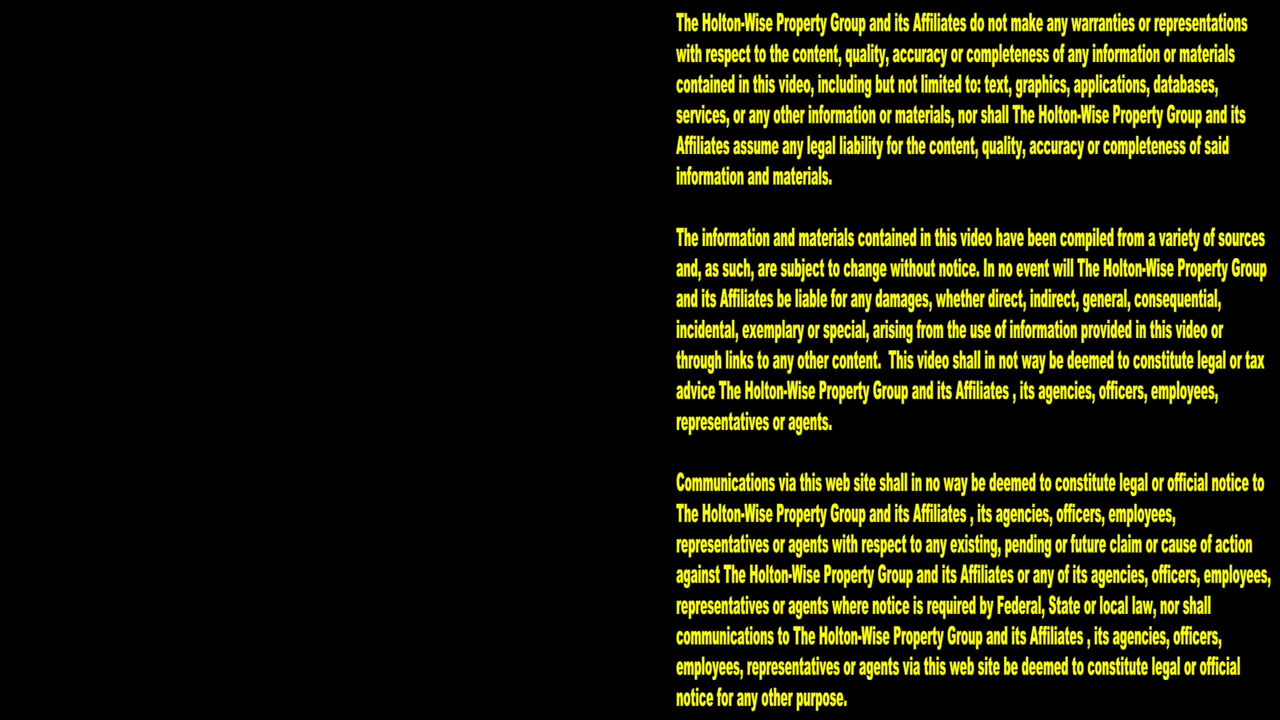 The Holton-Wise Property Group and its Affiliates do not make any warranties or representations
with respect to the content, quality, accuracy or completeness of any information or materials
contained in this video, including but not limited to: text, graphics, applications, databases,
services, or any other information or materials, nor shall The Holton-Wise Property Group and its
Affiliates assume any legal liability for the content, quality, accuracy or completeness of said
information and materials.
The information and materials contained in this video have been compiled from a variety of sources
and, as such, are subject to change without notice. In no event will The Holton-Wise Property Group
and its Affiliates be liable for any damages, whether direct, indirect, general, consequential,
incidental, exemplary or special, arising from the use of information provided in this video or
through links to any other content.  This video shall in not way be deemed to constitute legal or tax
advice The Holton-Wise Property Group and its Affiliates , its agencies, officers, employees,
representatives or agents.
Communications via this web site shall in no way be deemed to constitute legal or official notice to
The Holton-Wise Property Group and its Affiliates , its agencies, officers, employees,
representatives or agents with respect to any existing, pending or future claim or cause of action
against The Holton-Wise Property Group and its Affiliates or any of its agencies, officers, employees,
representatives or agents where notice is required by Federal, State or local law, nor shall
communications to The Holton-Wise Property Group and its Affiliates , its agencies, officers,
employees, representatives or agents via this web site be deemed to constitute legal or official
notice for any other purpose.